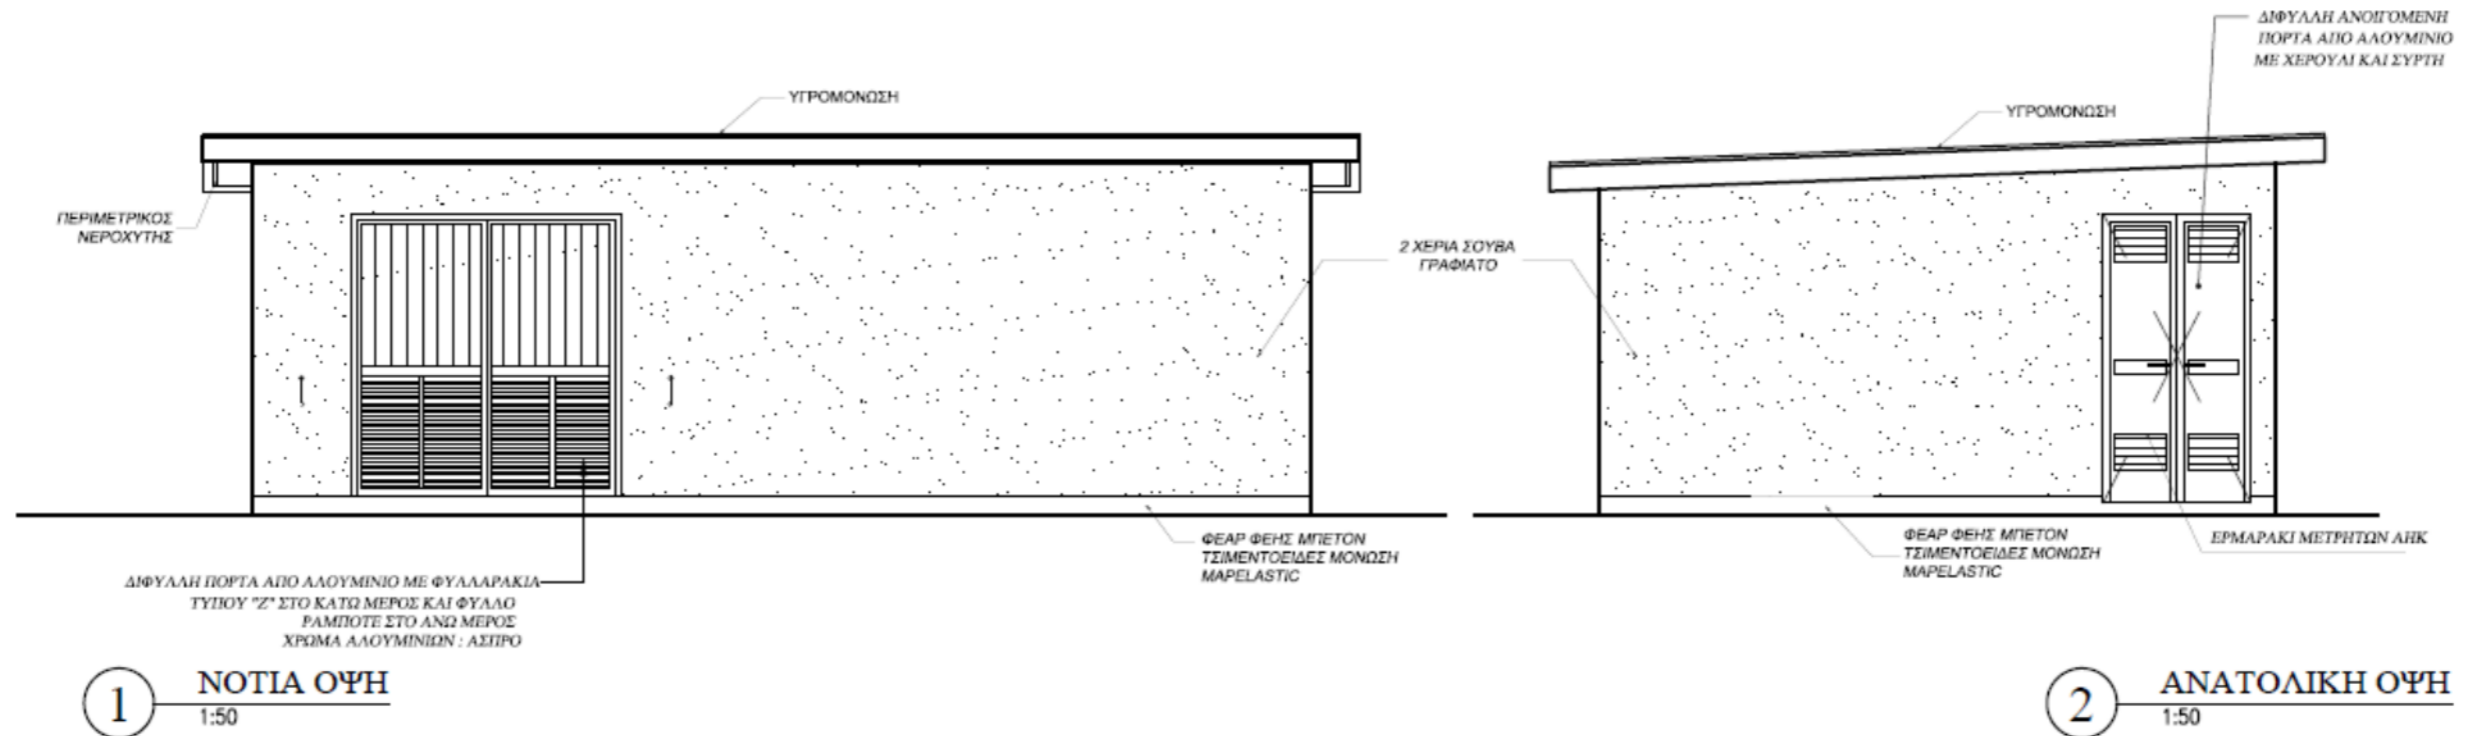 ΔΙΦΥΛΛΗ ΑΝΟΙΓΟΜΕΝΗ
ΠΟΡΤΑ ΑΠΟ ΑΛΟΥΜΙΝΙΟ
ΜΕ ΧΕΡΟΥΛΙ ΚΑΙ ΣΥΡΤΗ
ΥΓΡΟΜΟΝΩΣΗ
ΥΓΡΟΜΟΝΩΣΗ
ΠΕΡΙΜΕΤΡΙΚΟΣ
ΝΕΡΟΧΥΤΗΣ
2 ΧΕΡΙΑ ΣΟΥΒΑ
ΓΡΑΦΙΑΤΟ
ΦΕΑΡ ΦΕΗΣ ΜΠΕΤΟΝ
ΤΣΙΜΕΝΤΟΕΙΔΕΣ ΜΟΝΩΣΗ
MAPELASTIC
ΦΕΑΡ ΦΕΗΣ ΜΠΕΤΟΝ
ΤΣΙΜΕΝΤΟΕΙΔΕΣ ΜΟΝΩΣΗ
MAPELASTIC
ΕΡΜΑΡΑΚΙ ΜΕΤΡΗΤΩΝ ΑΗΚ
ΔΙΦΥΛΛΗ ΠΟΡΤΑ ΑΠΟ ΑΛΟΥΜΙΝΙΟ ΜΕ ΦΥΛΛΑΡΑΚΙΑ
ΤΥΠΟΥ "Ζ" ΣΤΟ ΚΑΤΩ ΜΕΡΟΣ ΚΑΙ ΦΥΛΛΟ
ΡΑΜΠΟΤΕ ΣΤΟ ΑΝΩ ΜΕΡΟΣ
ΧΡΩΜΑ ΑΛΟΥΜΙΝΙΩΝ : ΑΣΠΡΟ
1 ΝΟΤΙΑ ΟΨΗ
1:50
2 ΑΝΑΤΟΛΙΚΗ ΟΨΗ
1:50